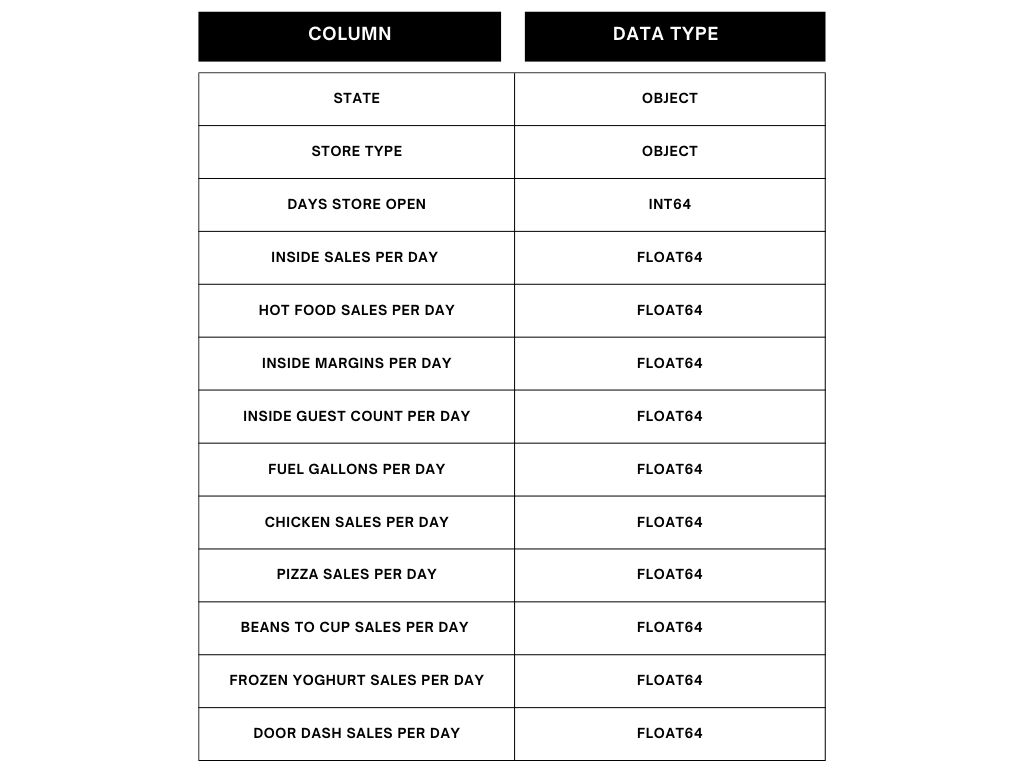 COLUMN DATA TYPE
STATE OBJECT
STORE TYPE OBJECT
DAYS STORE OPEN INT64
INSIDE SALES PER DAY FLOAT64
HOT FOOD SALES PER DAY FLOAT64
INSIDE MARGINS PER DAY FLOAT64
INSIDE GUEST COUNT PER DAY FLOAT64
FUEL GALLONS PER DAY FLOAT64
CHICKEN SALES PER DAY FLOAT64
PIZZA SALES PER DAY FLOAT64
BEANS TO CUP SALES PER DAY FLOAT64
FROZEN YOGHURT SALES PER DAY FLOAT64
DOOR DASH SALES PER DAY FLOAT64